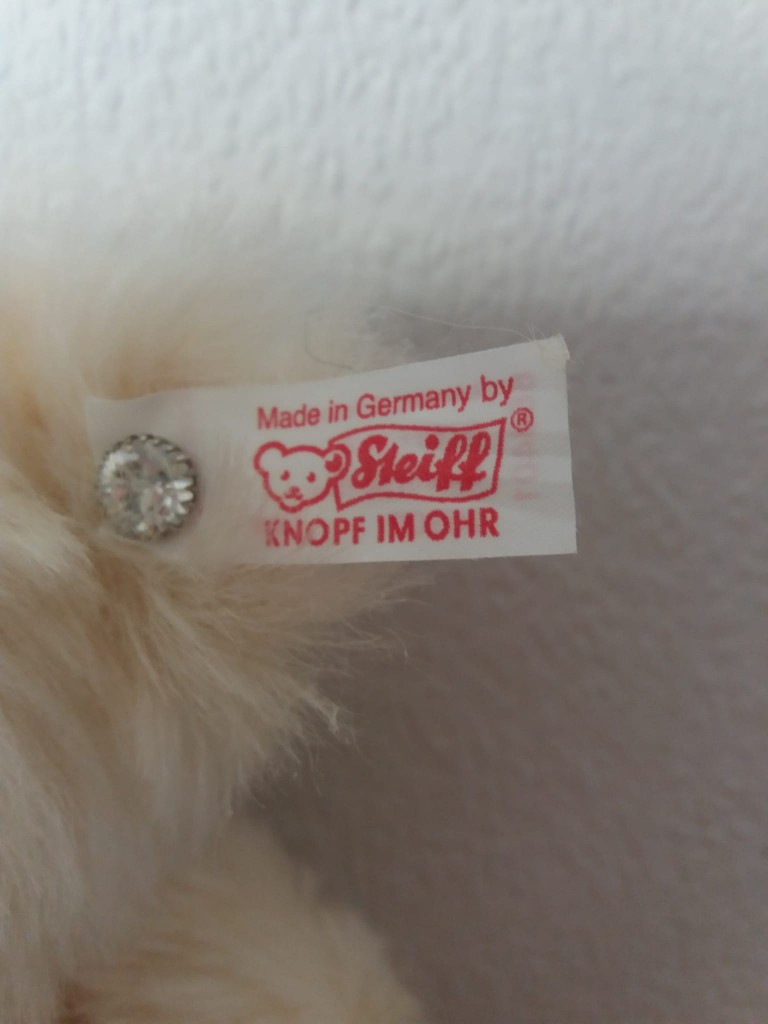 Made in Germany by
Steiff®
KNOPF IM OHR